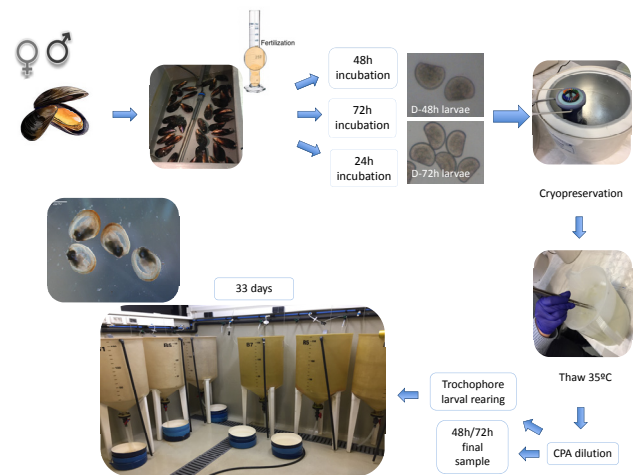 Fertilization
48h
incubation
72h
incubation
24h
incubation
D-48h larvae
D-72h larvae
Cryopreservation
Thaw 35ºC
CPA dilution
48h/72h
final
sample
Trochophore
larval rearing
33 days